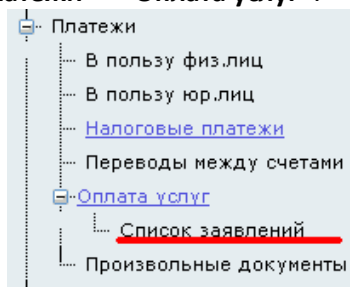 Платежи
В пользу физ.лиц
В пользу юр.лиц
Налоговые платежи
Переводы между счетами
Оплата услуг
Список заявлений
Произвольные документы